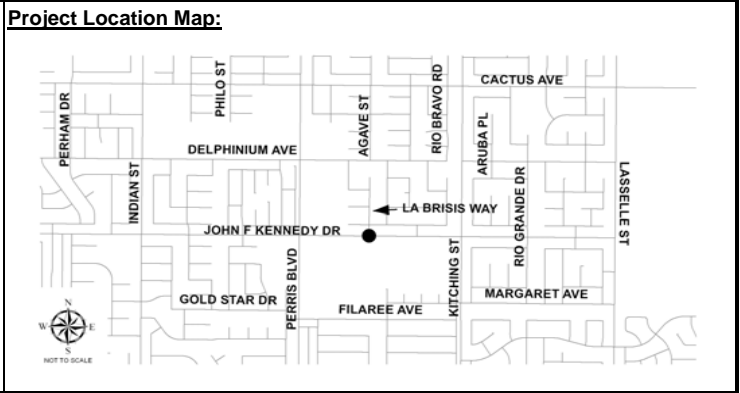 Project Location Map:
PERHAM DR
PHILO ST
AGAVE ST
RIO BRAVO RD
CACTUS AVE
ARUBA PL
DELPHINIUM AVE
INDIAN ST
LASSELLE ST
LA BRISIS WAY
RIO GRANDE DR
JOHN F KENNEDY DR
PERRIS BLVD
KITCHING ST
GOLD STAR DR
FILAREE AVE
MARGARET AVE
N
W
E
S
NOT TO SCALE